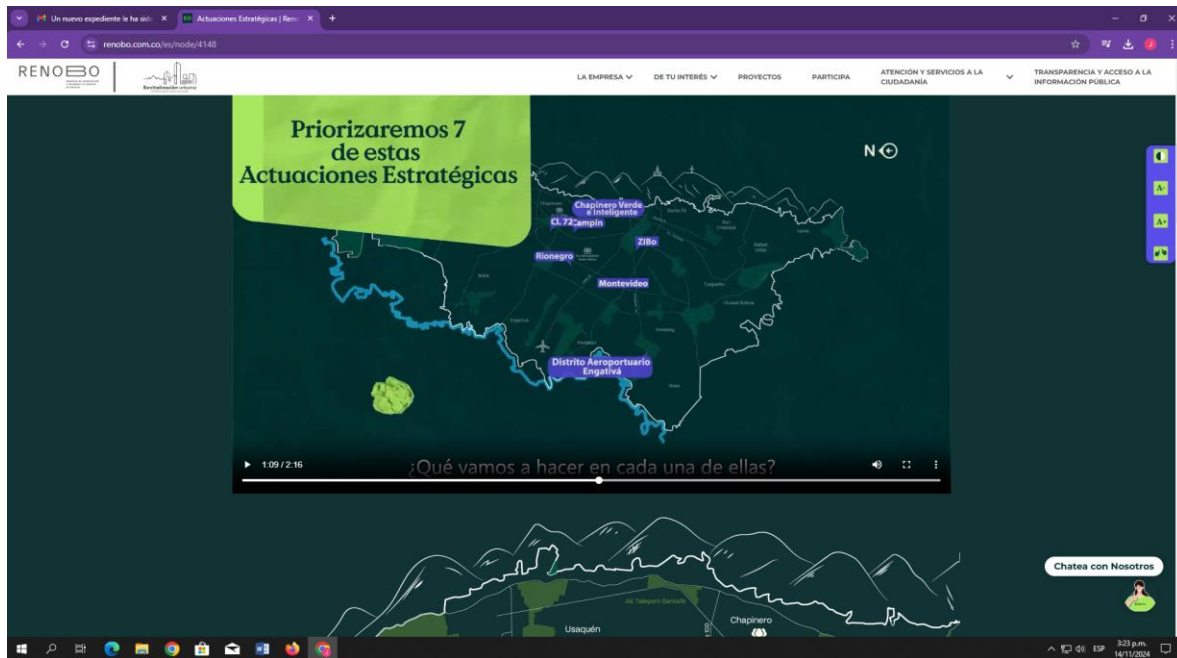 Un nuevo expediente le ha sido
Actuaciones Estratégicas | Reno
renobo.com.co/es/node/4148
RENOBO
Revitalización urbana
LA EMPRESA
DE TU INTERÉS
PROYECTOS
PARTICIPA
ATENCIÓN Y SERVICIOS A LA
CIUDADANÍA
TRANSPARENCIA Y ACCESO A LA
INFORMACIÓN PÚBLICA
Priorizaremos 7
de estas
Actuaciones Estratégicas
N
Chapinero Verde
e Inteligente
Cl. 72
Campín
ZIBo
Rionegro
Montevideo
Distrito Aeroportuario
Engativá
A-
A+
1:09 / 2:16
¿Qué vamos a hacer en cada una de ellas?
Usaquén
Chapinero
Chatea con Nosotros
ESP
3:23 p.m.
14/11/2024